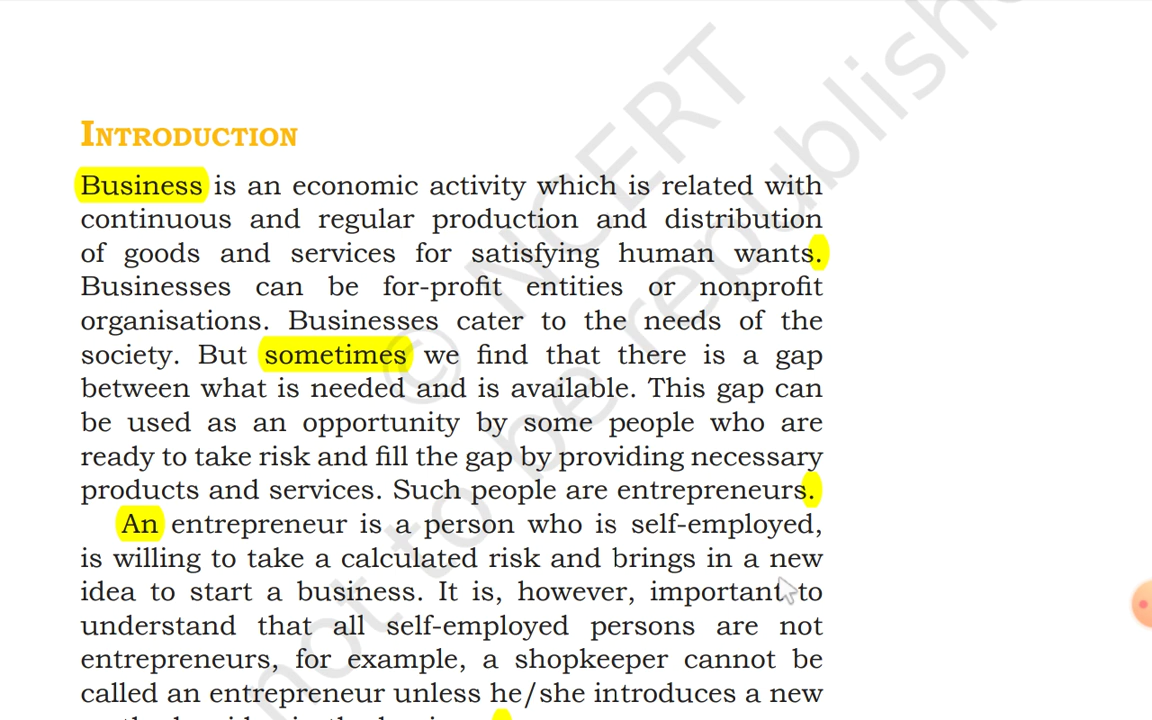 INTRODUCTION
Business is an economic activity which is related with
continuous and regular production and distribution
of goods and services for satisfying human wants.
Businesses can be for-profit entities or nonprofit
organisations. Businesses cater to the needs of the
society. But sometimes we find that there is a gap
between what is needed and is available. This gap can
be used as an opportunity by some people who are
ready to take risk and fill the gap by providing necessary
products and services. Such people are entrepreneurs.
An entrepreneur is a person who is self-employed,
is willing to take a calculated risk and brings in a new
idea to start a business. It is, however, important to
understand that all self-employed persons are not
entrepreneurs, for example, a shopkeeper cannot be
called an entrepreneur unless he/she introduces a new
© NCERT
not to be republished